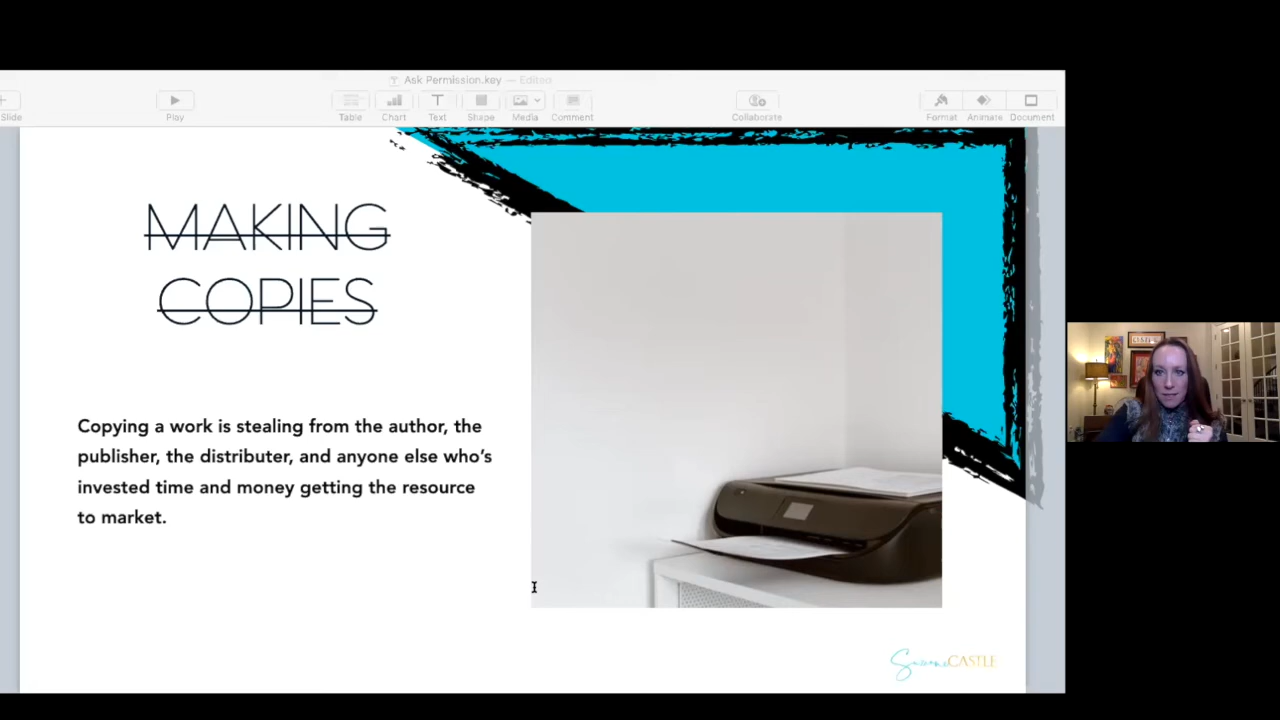 Ask Permission.key — Edited
Slide
Play
Table
Chart
Text
Shape
Media
Comment
Collaborate
Format
Animate
Document
MAKING
COPIES
Copying a work is stealing from the author, the
publisher, the distributer, and anyone else who's
invested time and money getting the resource
to market.
CASTLE